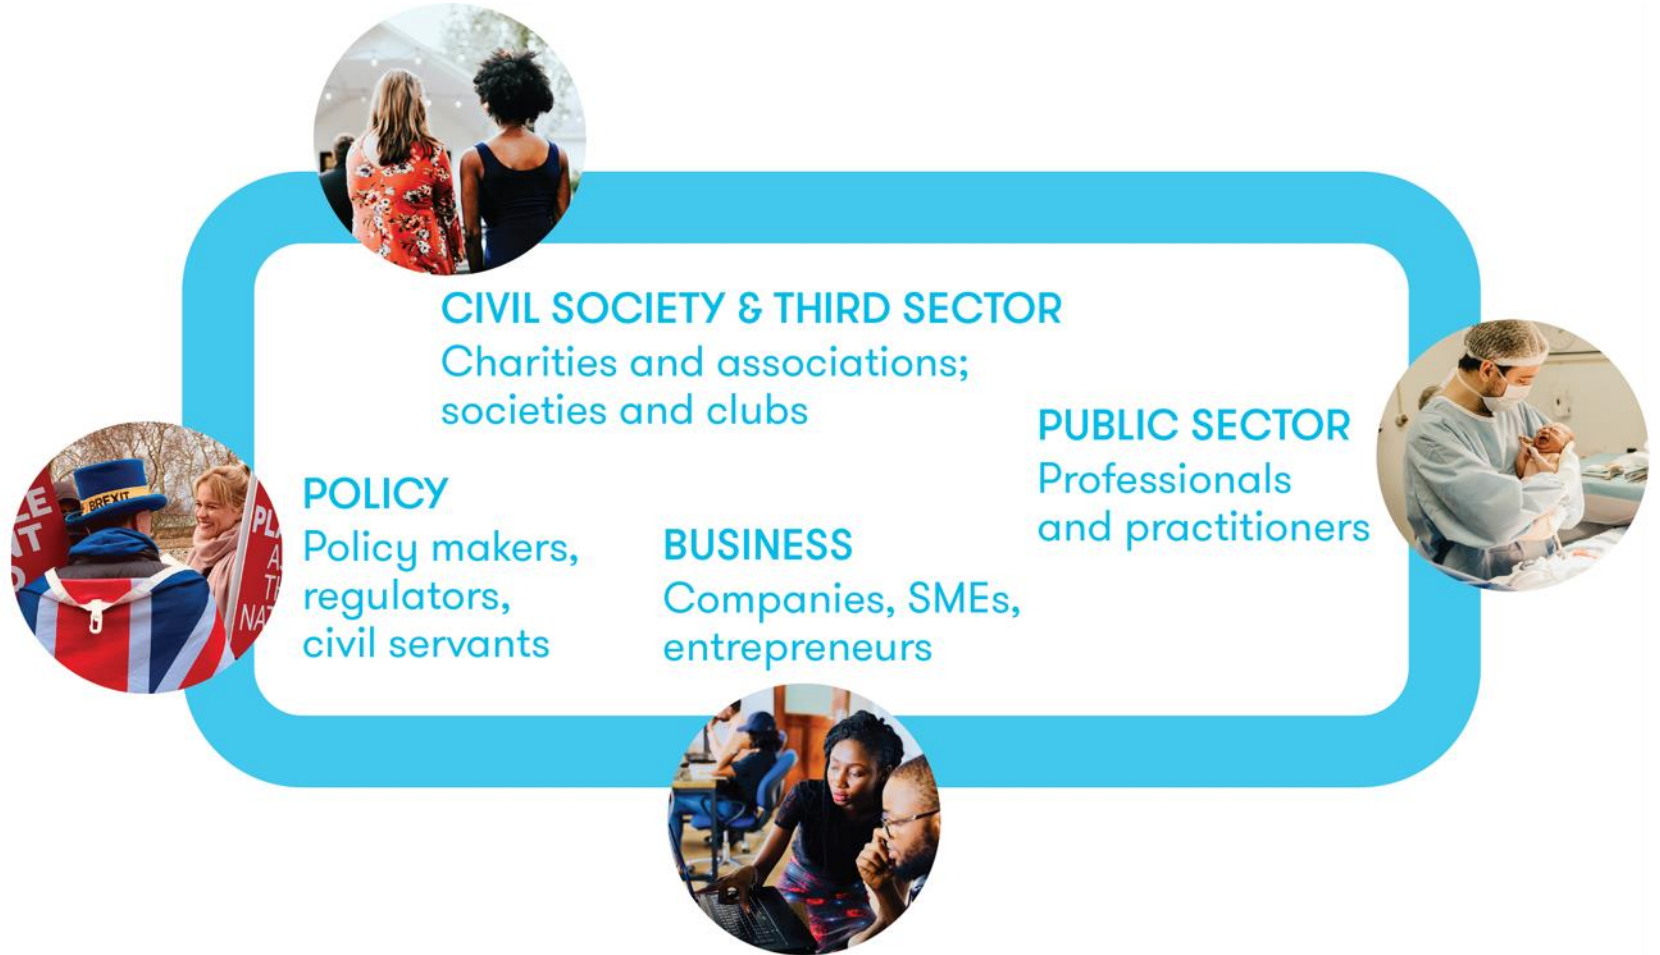 CIVIL SOCIETY & THIRD SECTOR
Charities and associations;
societies and clubs
PUBLIC SECTOR
Professionals
and practitioners
POLICY
Policy makers,
regulators,
civil servants
BUSINESS
Companies, SMEs,
entrepreneurs
BREXIT